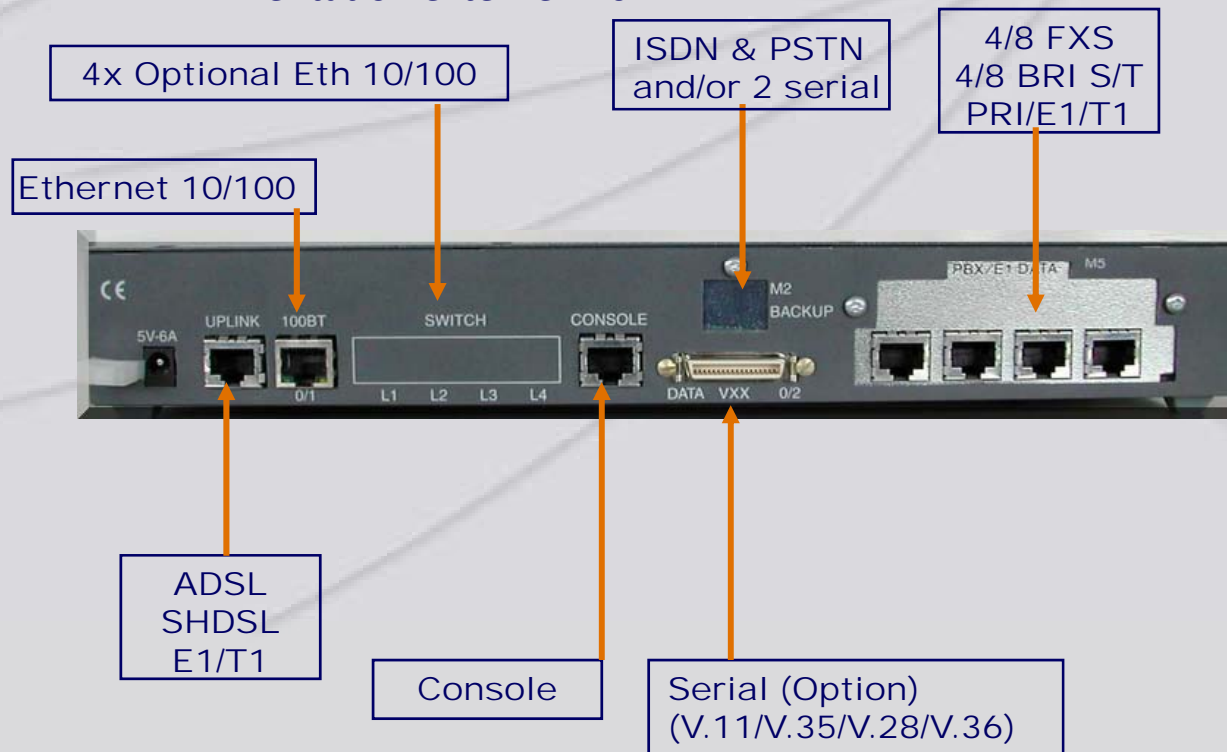 4x Optional Eth 10/100
ISDN & PSTN
and/or 2 serial
4/8 FXS
4/8 BRI S/T
PRI/E1/T1
Ethernet 10/100
CE
5V-6A
UPLINK
100BT
0/1
SWITCH
L1 L2 L3 L4
CONSOLE
M2
BACKUP
DATA VXX 0/2
PBX/E1 DATA
M5
ADSL
SHDSL
E1/T1
Console
Serial (Option)
(V.11/V.35/V.28/V.36)